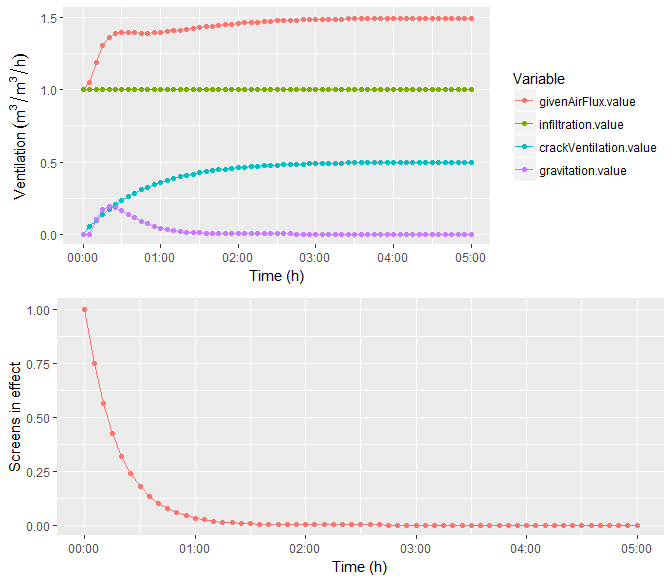 Ventilation (m³/m³/h)
1.5
1.0
0.5
0.0
00:00 01:00 02:00 03:00 04:00 05:00
Time (h)
Variable
givenAirFlux.value
infiltration.value
crackVentilation.value
gravitation.value
Screens in effect
1.00
0.75
0.50
0.25
0.00
00:00 01:00 02:00 03:00 04:00 05:00
Time (h)